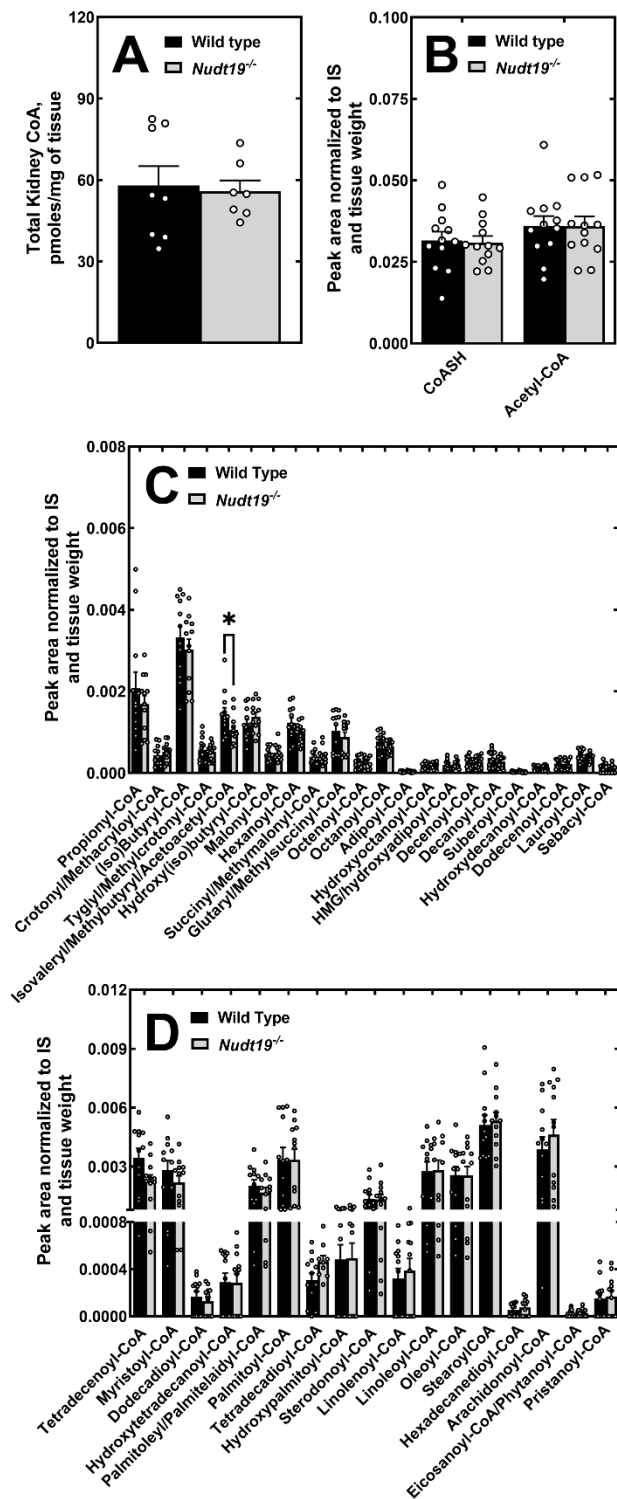 A
Wild type
Nudt19-/-
Total Kidney CoA,
pmoles/mg of tissue
120
90
60
30
0
B
Wild type
Nudt19-/-
Peak area normalized to IS
and tissue weight
0.100
0.075
0.050
0.025
0.000
CoASH
Acetyl-CoA
C
Wild Type
Nudt19-/-
*
Peak area normalized to IS
and tissue weight
0.008
0.006
0.004
0.002
0.000
Propionyl-CoA
Crotonyl/Methacryloyl-CoA
(Iso)Butyryl-CoA
Tyglyl/Methylcrotonyl-CoA
Isovaleryl/Methybutyryl/Acetoacetyl-CoA
Hydroxy(iso)butyryl-CoA
Malonyl-CoA
Hexanoyl-CoA
Succinyl/Methymalonyl-CoA
Glutaryl/Methylsuccinyl-CoA
Octenoyl-CoA
Octanoyl-CoA
Adipoyl-CoA
Hydroxyoctanoyl-CoA
HMG/hydroxyadipoyl-CoA
Decenoyl-CoA
Decanoyl-CoA
Suberoyl-CoA
Hydroxydecanoyl-CoA
Dodecenoyl-CoA
Lauroyl-CoA
Sebacyl-CoA
D
Wild Type
Nudt19-/-
Peak area normalized to IS
and tissue weight
0.012
0.009
0.006
0.003
0.0008
0.0004
0.0000
Tetradecenoyl-CoA
Myristoyl-CoA
Dodecadioyl-CoA
Hydroxytetradecanoyl-CoA
Palmitoleyl/Palmitelaidyl-CoA
Palmitoyl-CoA
Tetradecadioyl-CoA
Hydroxypalmitoyl-CoA
Sterodonoyl-CoA
Linolenoyl-CoA
Linoleoyl-CoA
Oleoyl-CoA
StearoylCoA
Hexadecanedioyl-CoA
Arachidonoyl-CoA
Eicosanoyl-CoA/Phytanoyl-CoA
Pristanoyl-CoA